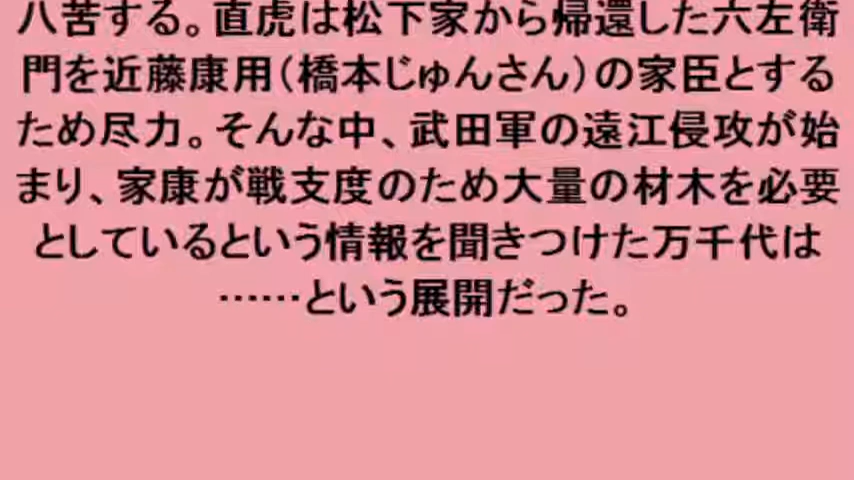 八苦する。直虎は松下家から帰還した六左衛
門を近藤康用（橋本じゅんさん）の家臣とする
ため尽力。そんな中、武田軍の遠江侵攻が始
まり、家康が戦支度のため大量の材木を必要
としているという情報を聞きつけた万千代は
……という展開だった。